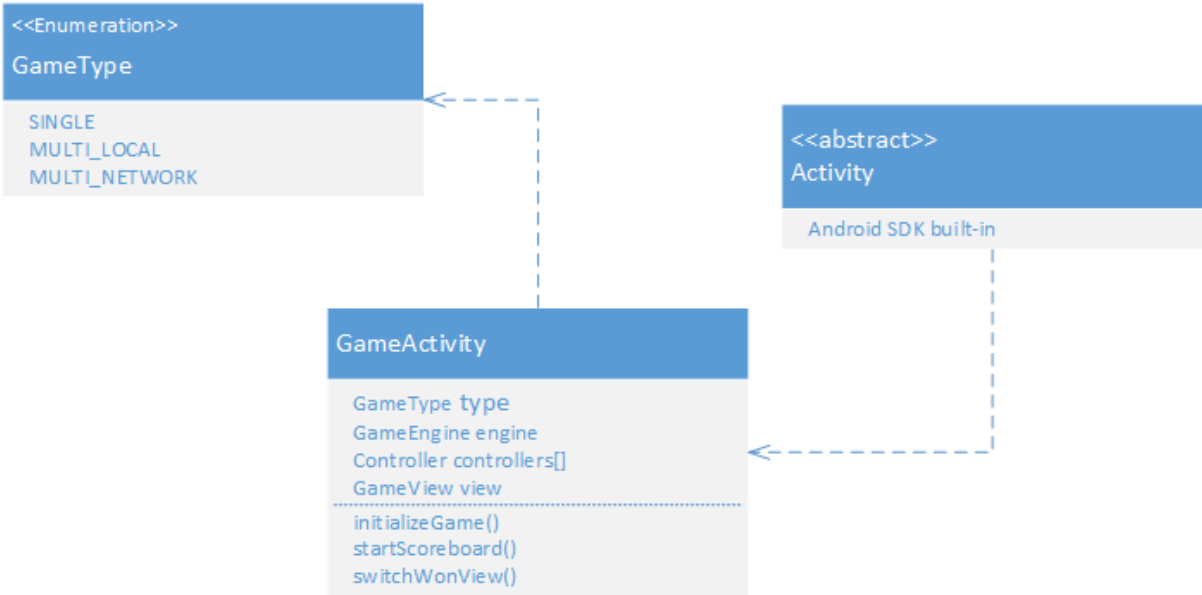 <<Enumeration>>
GameType
SINGLE
MULTI_LOCAL
MULTI_NETWORK
<<abstract>>
Activity
Android SDK built-in
GameActivity
GameType type
GameEngine engine
Controller controllers[]
GameView view
initializeGame()
startScoreboard()
switchWonView()